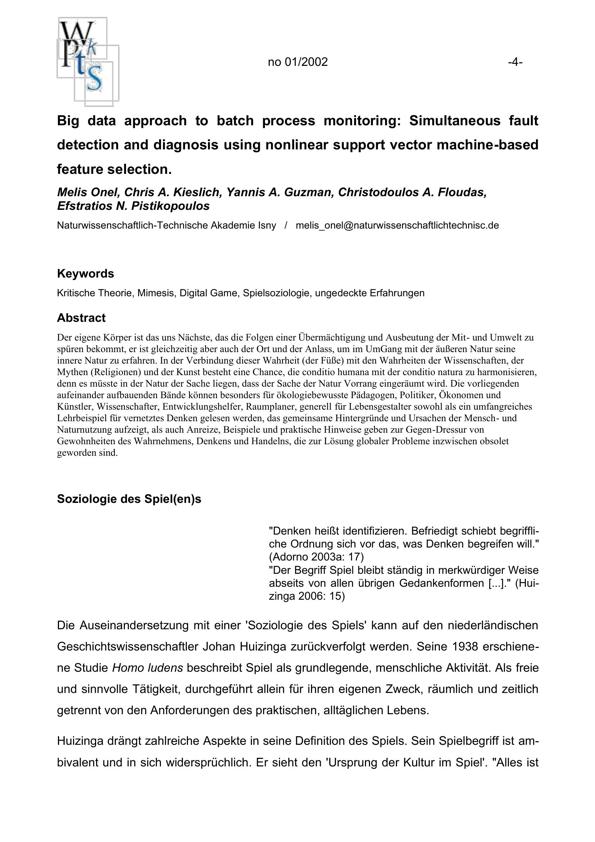 W
P k
t s
S
no 01/2002 -4-
Big data approach to batch process monitoring: Simultaneous fault
detection and diagnosis using nonlinear support vector machine-based
feature selection.
Melis Onel, Chris A. Kieslich, Yannis A. Guzman, Christodoulos A. Floudas,
Efstratios N. Pistikopoulos
Naturwissenschaftlich-Technische Akademie Isny / melis_onel@naturwissenschaftlichtechnisc.de
Keywords
Kritische Theorie, Mimesis, Digital Game, Spielsoziologie, ungedeckte Erfahrungen
Abstract
Der eigene Körper ist das uns Nächste, das die Folgen einer Übermächtigung und Ausbeutung der Mit- und Umwelt zu
spüren bekommt, er ist gleichzeitig aber auch der Ort und der Anlass, um im UmGang mit der äußeren Natur seine
innere Natur zu erfahren. In der Verbindung dieser Wahrheit (der Füße) mit den Wahrheiten der Wissenschaften, der
Mythen (Religionen) und der Kunst besteht eine Chance, die conditio humana mit der conditio natura zu harmonisieren,
denn es müsste in der Natur der Sache liegen, dass der Sache der Natur Vorrang eingeräumt wird. Die vorliegenden
aufeinander aufbauenden Bände können besonders für ökologiebewusste Pädagogen, Politiker, Ökonomen und
Künstler, Wissenschafter, Entwicklungshelfer, Raumplaner, generell für Lebensgestalter sowohl als ein umfangreiches
Lehrbeispiel für vernetztes Denken gelesen werden, das gemeinsame Hintergründe und Ursachen der Mensch- und
Naturnutzung aufzeigt, als auch Anreize, Beispiele und praktische Hinweise geben zur Gegen-Dressur von
Gewohnheiten des Wahrnehmens, Denkens und Handelns, die zur Lösung globaler Probleme inzwischen obsolet
geworden sind.
Soziologie des Spiel(en)s
"Denken heißt identifizieren. Befriedigt schiebt begriffli-
che Ordnung sich vor das, was Denken begreifen will."
(Adorno 2003a: 17)
"Der Begriff Spiel bleibt ständig in merkwürdiger Weise
abseits von allen übrigen Gedankenformen [...]." (Hui-
zinga 2006: 15)
Die Auseinandersetzung mit einer 'Soziologie des Spiels' kann auf den niederländischen
Geschichtswissenschaftler Johan Huizinga zurückverfolgt werden. Seine 1938 erschiene-
ne Studie Homo ludens beschreibt Spiel als grundlegende, menschliche Aktivität. Als freie
und sinnvolle Tätigkeit, durchgeführt allein für ihren eigenen Zweck, räumlich und zeitlich
getrennt von den Anforderungen des praktischen, alltäglichen Lebens.
Huizinga drängt zahlreiche Aspekte in seine Definition des Spiels. Sein Spielbegriff ist am-
bivalent und in sich widersprüchlich. Er sieht den 'Ursprung der Kultur im Spiel'. "Alles ist